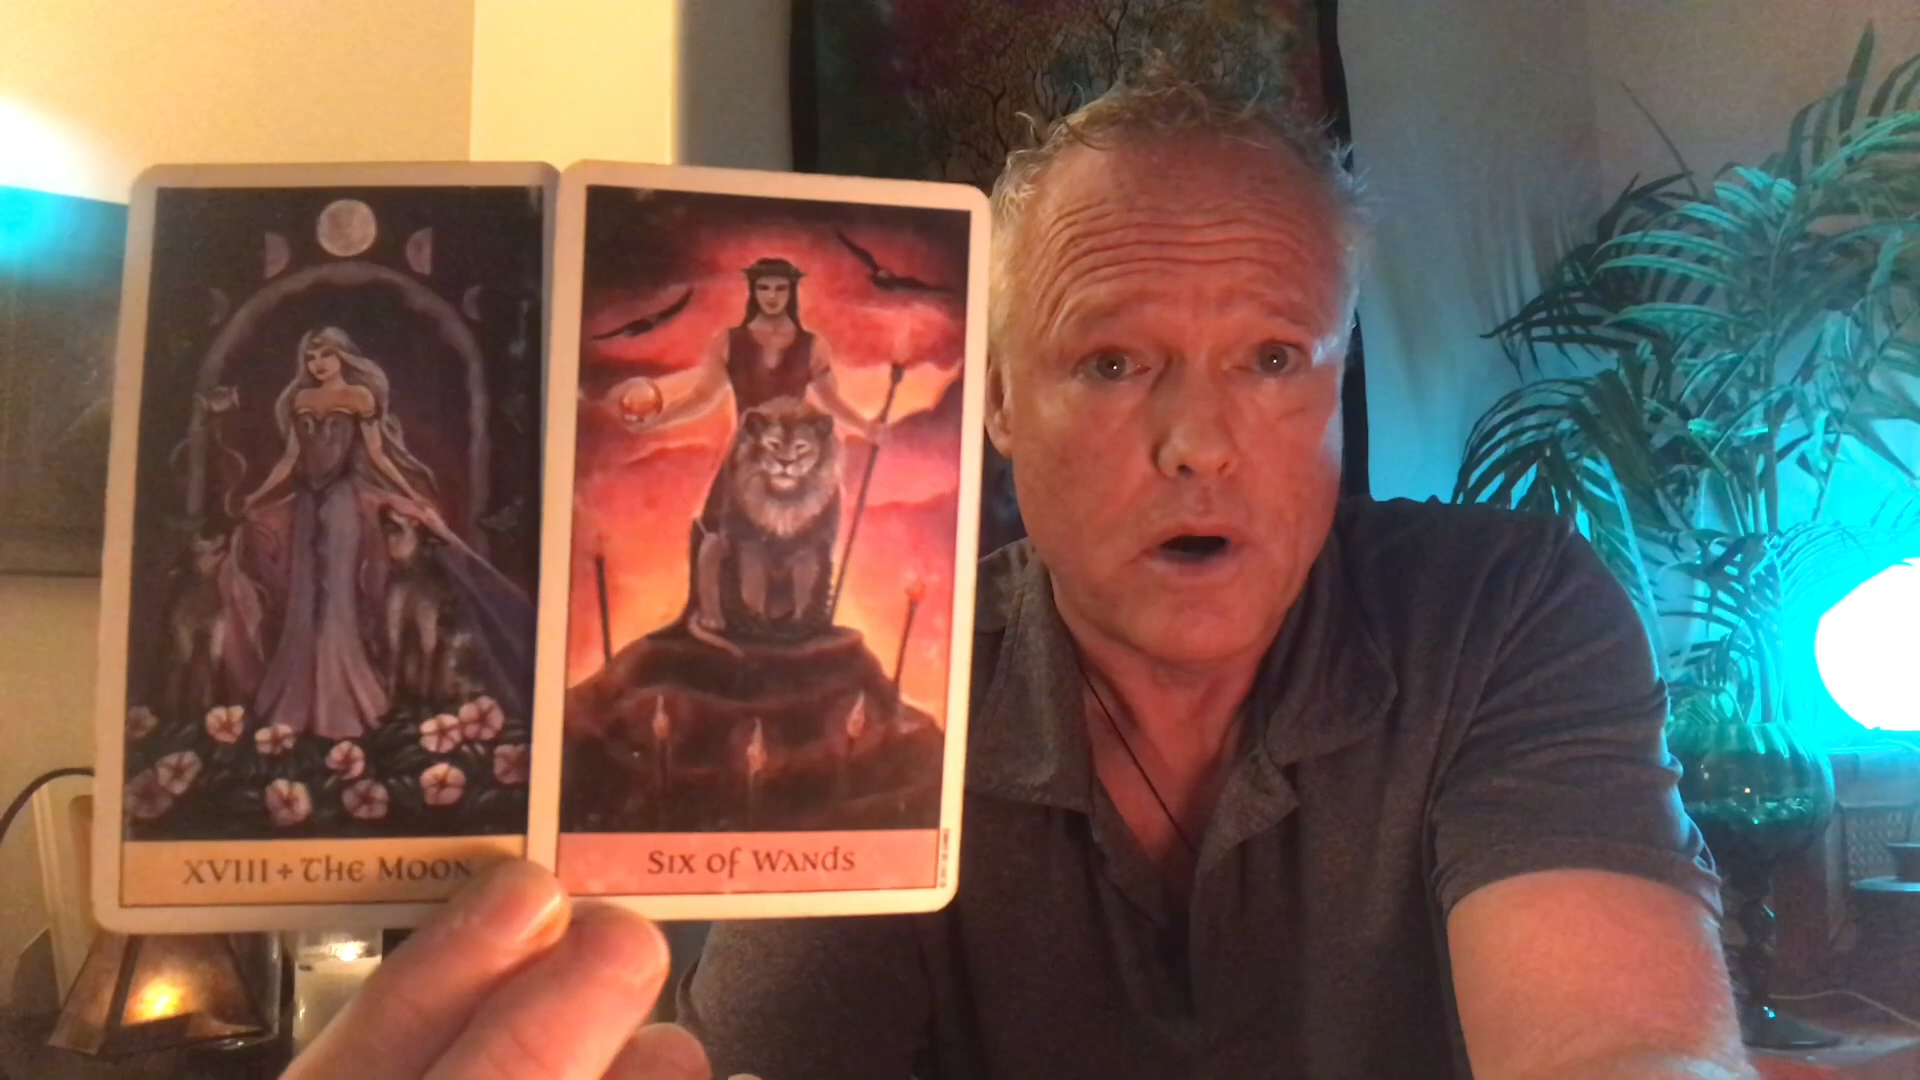 XVIII + The Moon
Six of Wands